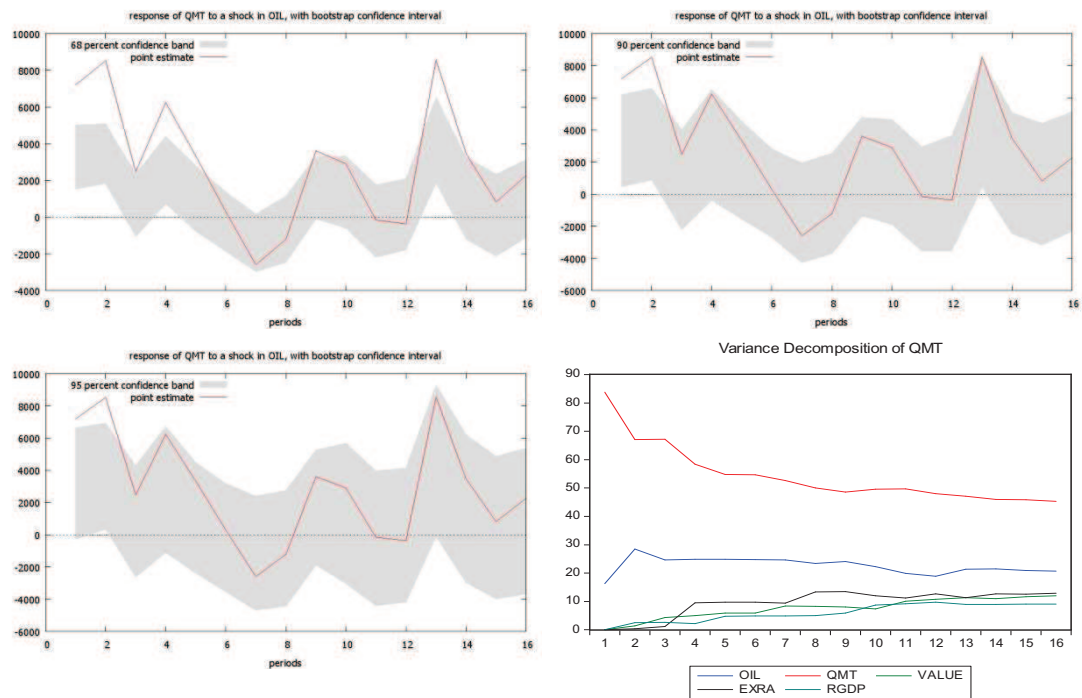 response of QMT to a shock in OIL, with bootstrap confidence interval
68 percent confidence band
point estimate
10000
8000
6000
4000
2000
0
-2000
-4000
0 2 4 6 8 10 12 14 16
periods
response of QMT to a shock in OIL, with bootstrap confidence interval
90 percent confidence band
point estimate
10000
8000
6000
4000
2000
0
-2000
-4000
-6000
0 2 4 6 8 10 12 14 16
periods
response of QMT to a shock in OIL, with bootstrap confidence interval
95 percent confidence band
point estimate
10000
8000
6000
4000
2000
0
-2000
-4000
-6000
0 2 4 6 8 10 12 14 16
periods
Variance Decomposition of QMT
90
80
70
60
50
40
30
20
10
0
1 2 3 4 5 6 7 8 9 10 11 12 13 14 15 16
OIL QMT VALUE
EXRA RGDP